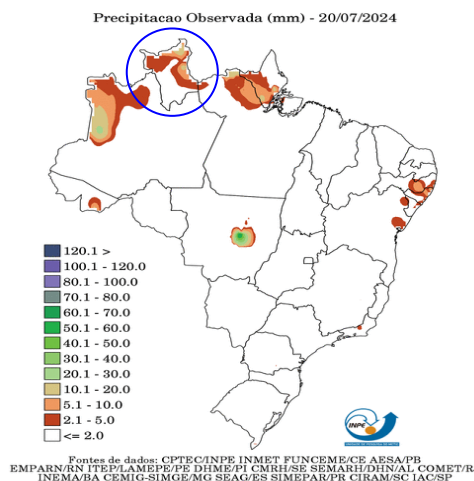 Precipitacao Observada (mm) - 20/07/2024
120.1 >
100.1 - 120.0
80.1 - 100.0
70.1 - 80.0
60.1 - 70.0
50.1 - 60.0
40.1 - 50.0
30.1 - 40.0
20.1 - 30.0
10.1 - 20.0
5.1 - 10.0
2.1 - 5.0
<= 2.0
INPE
Fontes de dados: CPTEC/INPE INMET FUNCEME/CE AESA/PB
EMPARN/RN ITEP/LAMEPE/PE DHME/PI CMRH/SE SEMARH/DHN/AL COMET/R
INEMA/BA CEMIG-SIMGE/MG SEAG/ES SIMEPAR/PR CIRAM/SC IAC/SP